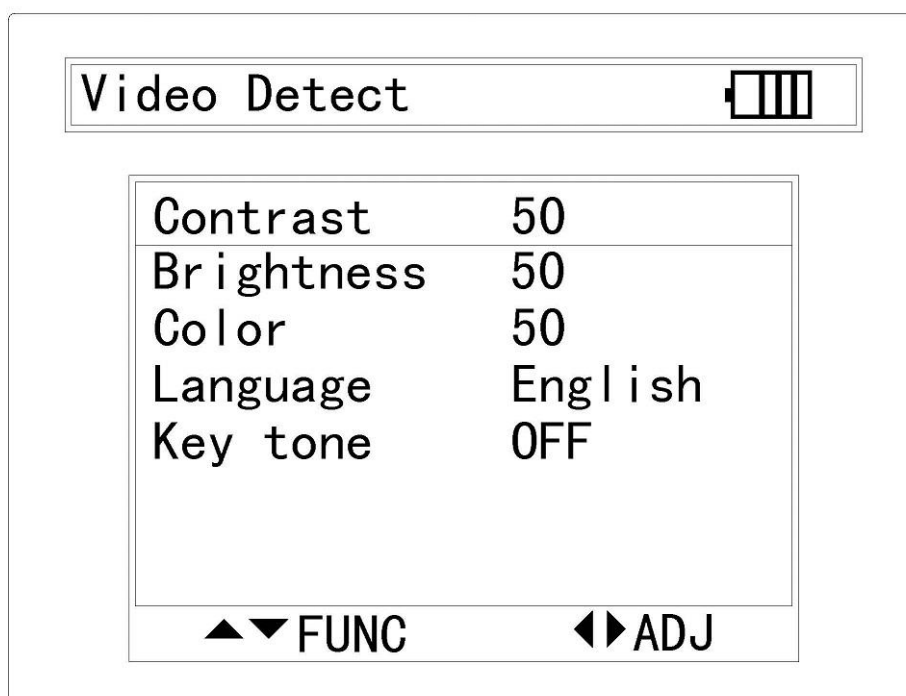 Video Detect
Contrast 50
Brightness 50
Color 50
Language English
Key tone OFF
▲▼FUNC ◀▶ADJ